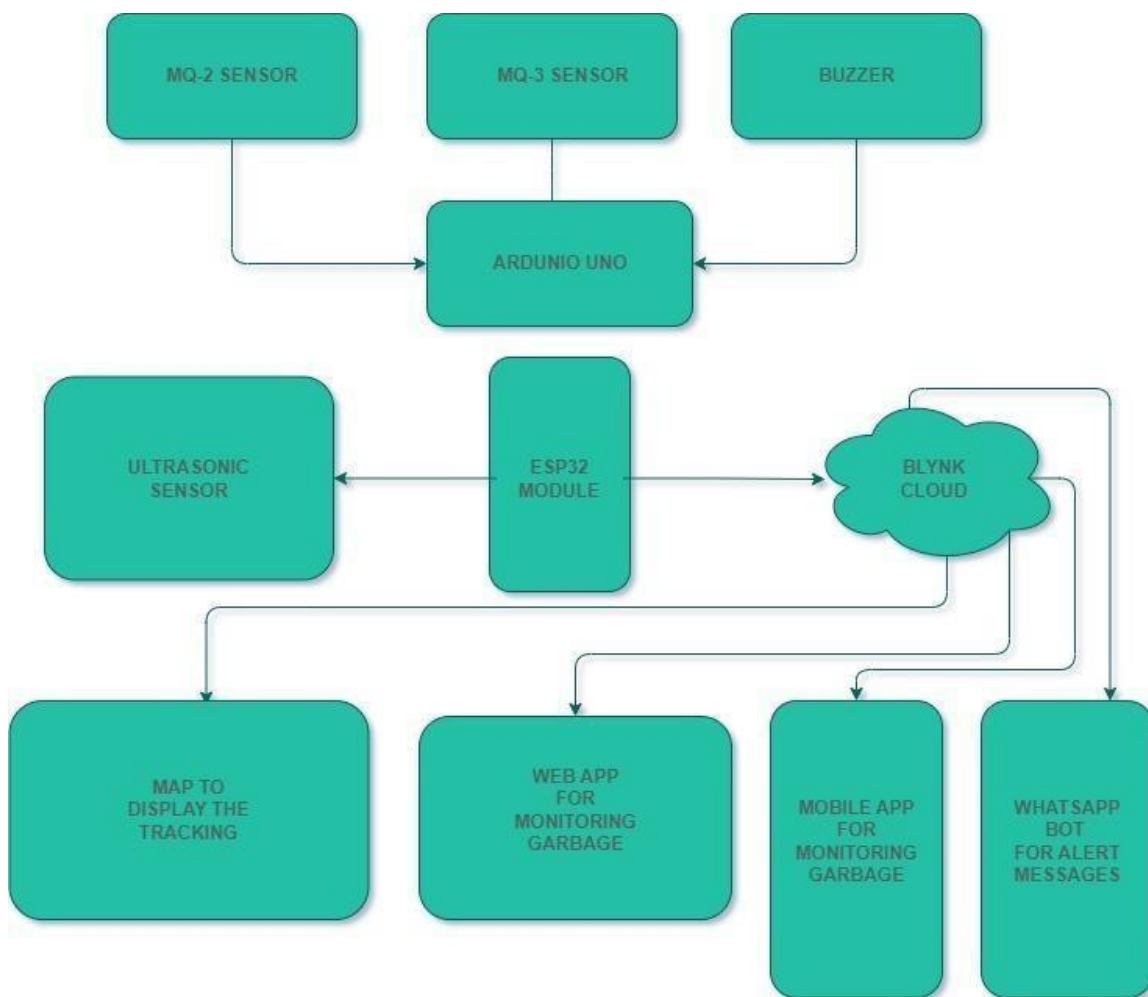 MQ-2 SENSOR
MQ-3 SENSOR
BUZZER
ARDUNIO UNO
ULTRASONIC
SENSOR
ESP32
MODULE
BLYNK
CLOUD
MAP TO
DISPLAY THE
TRACKING
WEB APP
FOR
MONITORING
GARBAGE
MOBILE APP
FOR
MONITORING
GARBAGE
WHATSAPP
BOT
FOR ALERT
MESSAGES